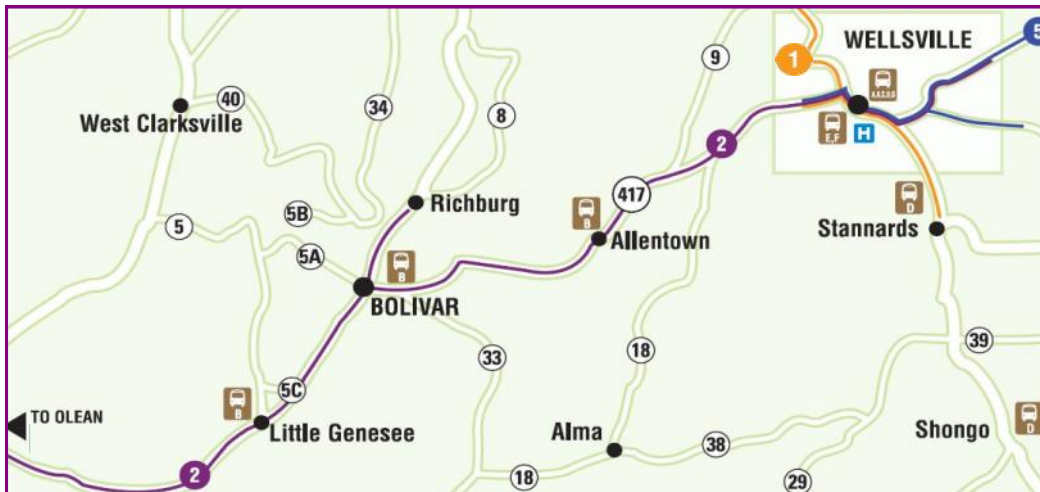 WELLSVILLE
1
5
9
A,B,C,D,G
E,F
H
34
40
8
West Clarksville
2
417
Richburg
5B
5
B
Allentown
D
Stannards
5A
B
BOLIVAR
33
18
39
5C
B
TO OLEAN
Little Genesee
Alma
38
Shongo
D
2
18
29